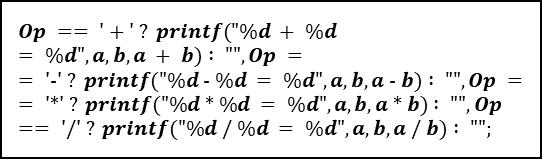 Op == '+' ? printf("%d + %d
= %d",a,b,a + b) : "",Op =
= '-' ? printf("%d - %d = %d",a,b,a - b) : "",Op =
= '*' ? printf("%d * %d = %d",a,b,a * b) : "",Op
== '/' ? printf("%d / %d = %d",a,b,a / b) : "";